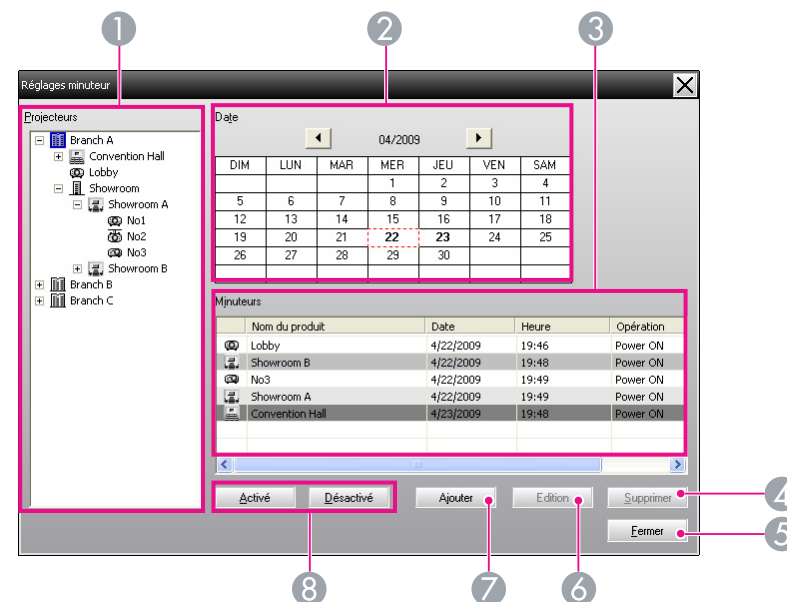 1
2
3
Réglages minuteur
Projecteurs
Branch A
Convention Hall
Lobby
Showroom
Showroom A
No1
No2
No3
Showroom B
Branch B
Branch C
Date
04/2009
DIM LUN MAR MER JEU VEN SAM
1 2 3 4
5 6 7 8 9 10 11
12 13 14 15 16 17 18
19 20 21 22 23 24 25
26 27 28 29 30
Minuteurs
Nom du produit Date Heure Opération
Lobby 4/22/2009 19:46 Power ON
Showroom B 4/22/2009 19:48 Power ON
No3 4/22/2009 19:49 Power ON
Showroom A 4/22/2009 19:49 Power ON
Convention Hall 4/23/2009 19:48 Power ON
Activé Désactivé Ajouter Edition Supprimer 4
Fermer 5
8 7 6